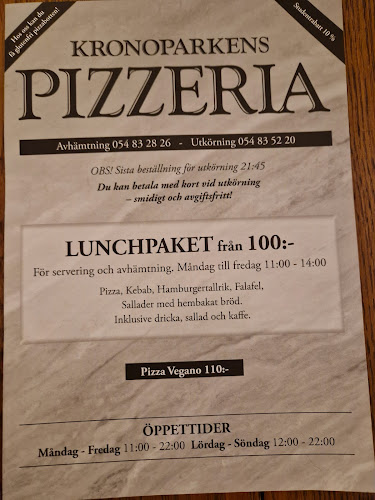 Hos oss kan du
få glutenfri pizzabotten!
Studentrabatt 10 %
KRONOPARKENS
PIZZERIA
Avhämtning 054 83 28 26 - Utkörning 054 83 52 20
OBS! Sista beställning för utkörning 21:45
Du kan betala med kort vid utkörning
– smidigt och avgiftsfritt!
LUNCHPAKET från 100:-
För servering och avhämtning. Måndag till fredag 11:00 - 14:00
Pizza, Kebab, Hamburgertallrik, Falafel,
Sallader med hembakat bröd.
Inklusive dricka, sallad och kaffe.
Pizza Vegano 110:-
ÖPPETTIDER
Måndag - Fredag 11:00 - 22:00 Lördag - Söndag 12:00 - 22:00